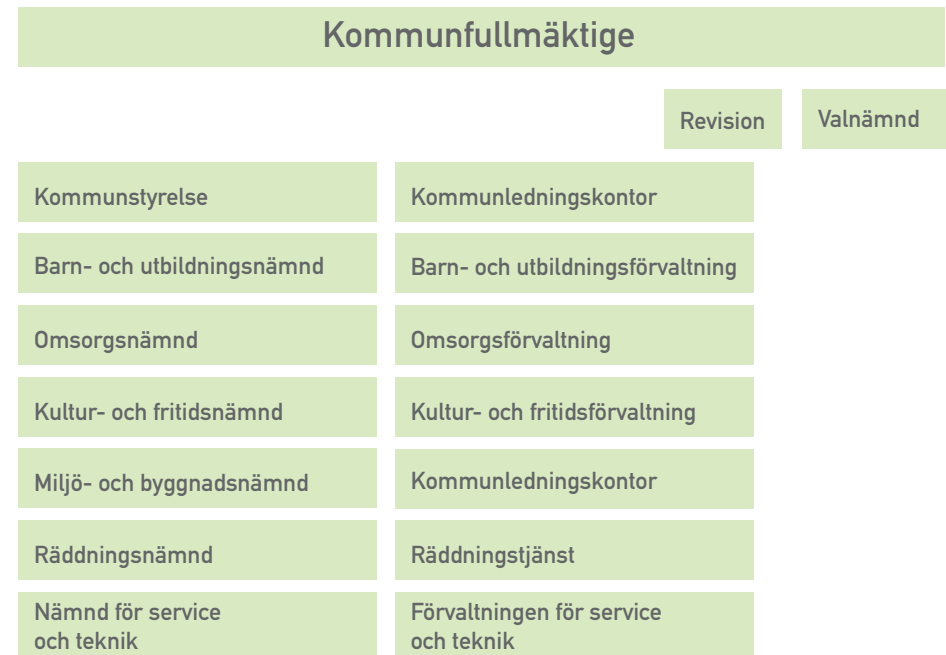 Kommunfullmäktige
Revision
Valnämnd
Kommunstyrelse
Kommunledningskontor
Barn- och utbildningsnämnd
Barn- och utbildningsförvaltning
Omsorgsnämnd
Omsorgsförvaltning
Kultur- och fritidsnämnd
Kultur- och fritidsförvaltning
Miljö- och byggnadsnämnd
Kommunledningskontor
Räddningsnämnd
Räddningstjänst
Nämnd för service
och teknik
Förvaltningen för service
och teknik